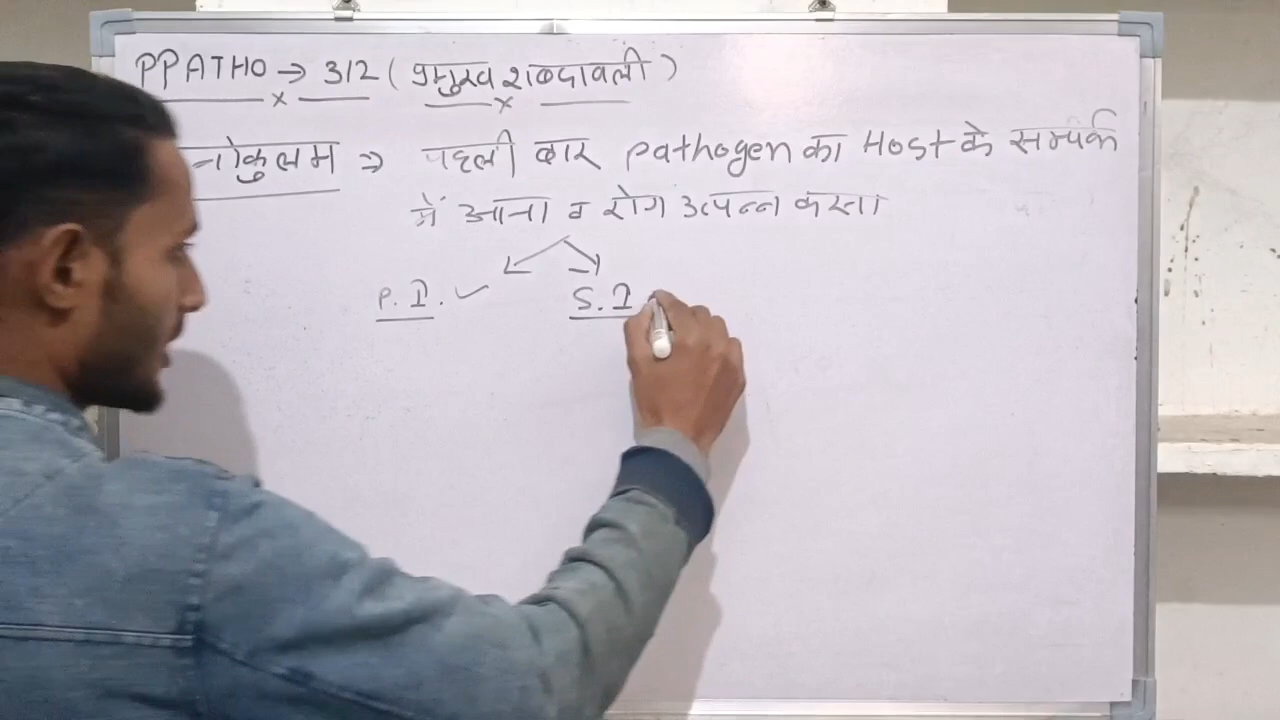 PPATHO → 312 (प्रमुख शब्दावली)
नोकुलम ⇒ पहली बार pathogen का Host के सम्पर्क
में आना व रोग उत्पन्न करना
P. I. ✓ S. I